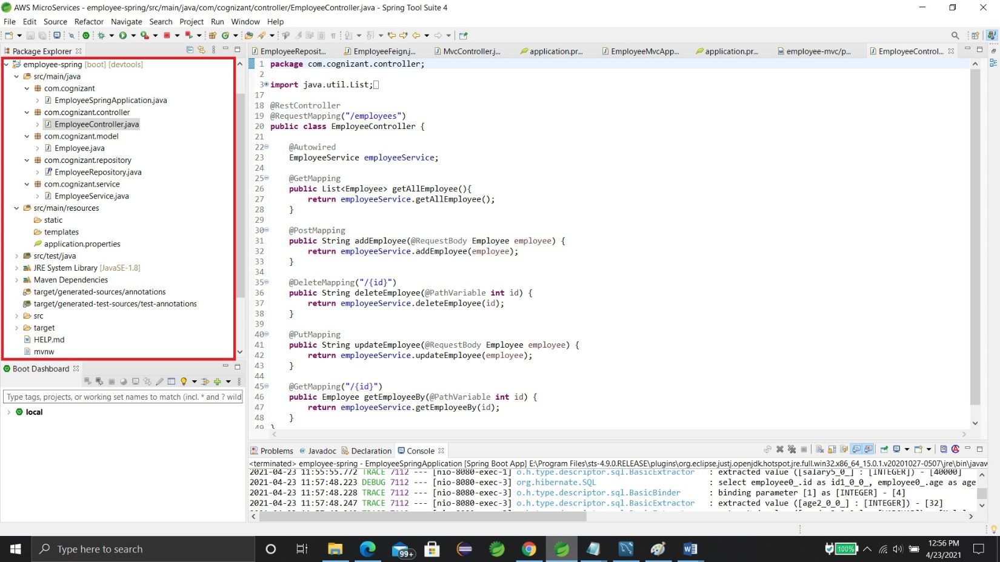 AWS MicroServices - employee-spring/src/main/java/com/cognizant/controller/EmployeeController.java - Spring Tool Suite 4
File Edit Source Refactor Navigate Search Project Run Window Help
Package Explorer
employee-spring [boot] [devtools]
src/main/java
com.cognizant
EmployeeSpringApplication.java
com.cognizant.controller
EmployeeController.java
com.cognizant.model
Employee.java
com.cognizant.repository
EmployeeRepository.java
com.cognizant.service
EmployeeService.java
src/main/resources
static
templates
application.properties
src/test/java
JRE System Library [JavaSE-1.8]
Maven Dependencies
target/generated-sources/annotations
target/generated-test-sources/test-annotations
src
target
HELP.md
mvnw
Boot Dashboard
Type tags, projects, or working set names to match (incl. * and ? wild
local
EmployeeReposit... EmployeeFeign.j... MvcController.j... application.pr... EmployeeMvcApp... application.pr... employee-mvc/p... EmployeeControl...
1 package com.cognizant.controller;
2
3 import java.util.List;
17
18 @RestController
19 @RequestMapping("/employees")
20 public class EmployeeController {
21
22 @Autowired
23 EmployeeService employeeService;
24
25 @GetMapping
26 public List<Employee> getAllEmployee(){
27 return employeeService.getAllEmployee();
28 }
29
30 @PostMapping
31 public String addEmployee(@RequestBody Employee employee) {
32 return employeeService.addEmployee(employee);
33 }
34
35 @DeleteMapping("/{id}")
36 public String deleteEmployee(@PathVariable int id) {
37 return employeeService.deleteEmployee(id);
38 }
39
40 @PutMapping
41 public String updateEmployee(@RequestBody Employee employee) {
42 return employeeService.updateEmployee(employee);
43 }
44
45 @GetMapping("/{id}")
46 public Employee getEmployeeBy(@PathVariable int id) {
47 return employeeService.getEmployeeBy(id);
48 }
49 }
Problems Javadoc Declaration Console
<terminated> employee-spring - EmployeeSpringApplication [Spring Boot App] E:\Program Files\sts-4.9.0.RELEASE\plugins\org.eclipse.justj.openjdk.hotspot.jre.full.win32.x86_64_15.0.1.v20201027-0507\jre\bin\javaw
2021-04-23 11:55:55.772 TRACE 7112 --- [nio-8080-exec-1] o.h.type.descriptor.sql.BasicExtractor : extracted value ([salary5_0_] : [INTEGER]) - [40000]
2021-04-23 11:57:48.223 DEBUG 7112 --- [nio-8080-exec-3] org.hibernate.SQL : select employee0_.id as id1_0_0_, employee0_.age as age
2021-04-23 11:57:48.228 TRACE 7112 --- [nio-8080-exec-3] o.h.type.descriptor.sql.BasicBinder : binding parameter [1] as [INTEGER] - [4]
2021-04-23 11:57:48.247 TRACE 7112 --- [nio-8080-exec-3] o.h.type.descriptor.sql.BasicExtractor : extracted value ([age2_0_0_] : [INTEGER]) - [32]
Type here to search
99+
100%
12:56 PM
4/23/2021